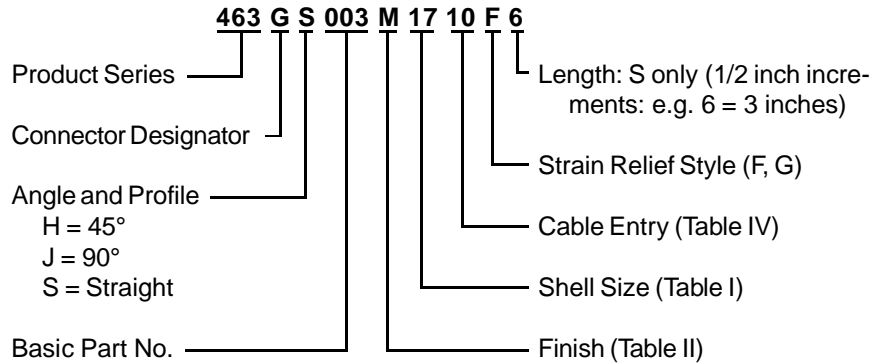 463 G S 003 M 17 10 F 6
Product Series
Connector Designator
Angle and Profile
H = 45°
J = 90°
S = Straight
Basic Part No.
Length: S only (1/2 inch incre-
ments: e.g. 6 = 3 inches)
Strain Relief Style (F, G)
Cable Entry (Table IV)
Shell Size (Table I)
Finish (Table II)